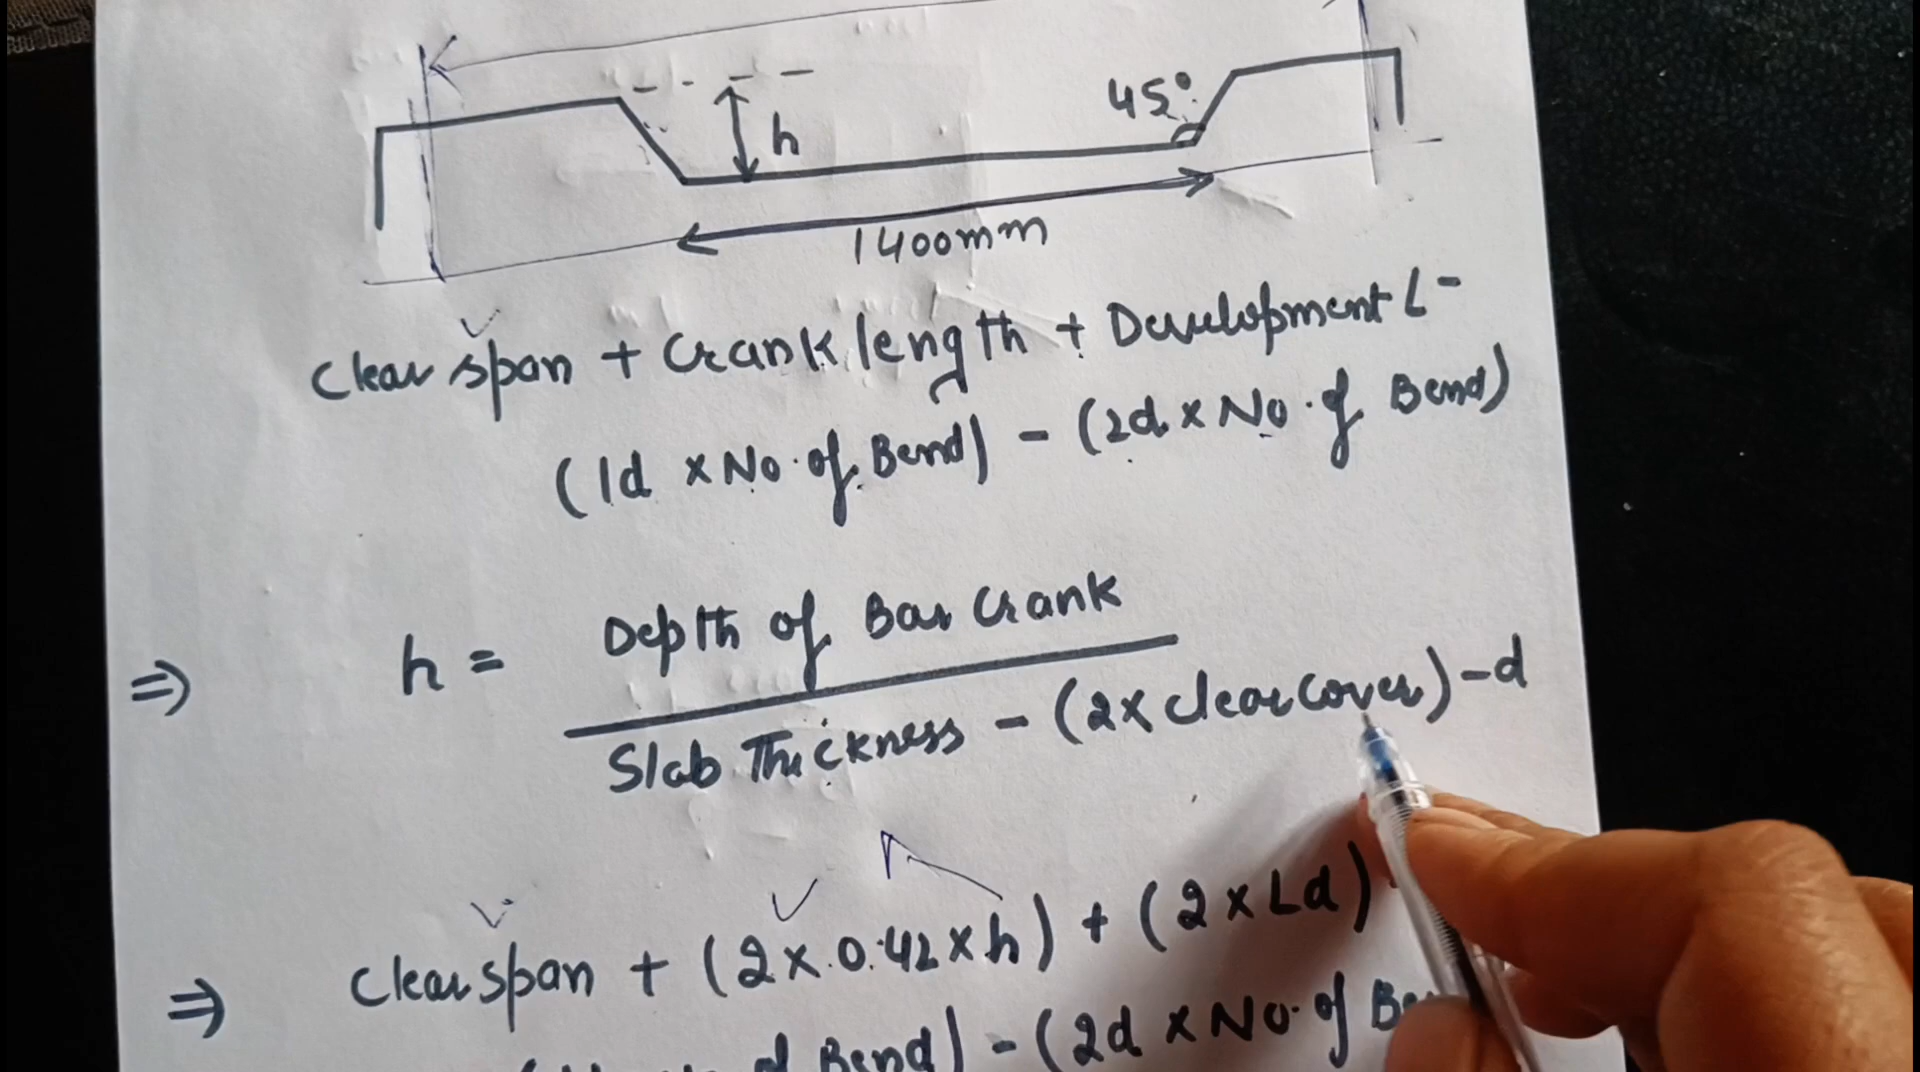 45°
h
1400mm
Clear span + Crank length + Development L -
(1d × No. of Bend) - (2d × No. of Bend)
Depth of Bar Crank
⇒ h =
Slab Thickness - (2 × clear cover) - d
⇒ Clear span + (2 × 0.42 × h) + (2 × Ld)
of Bend) - (2d × No. of